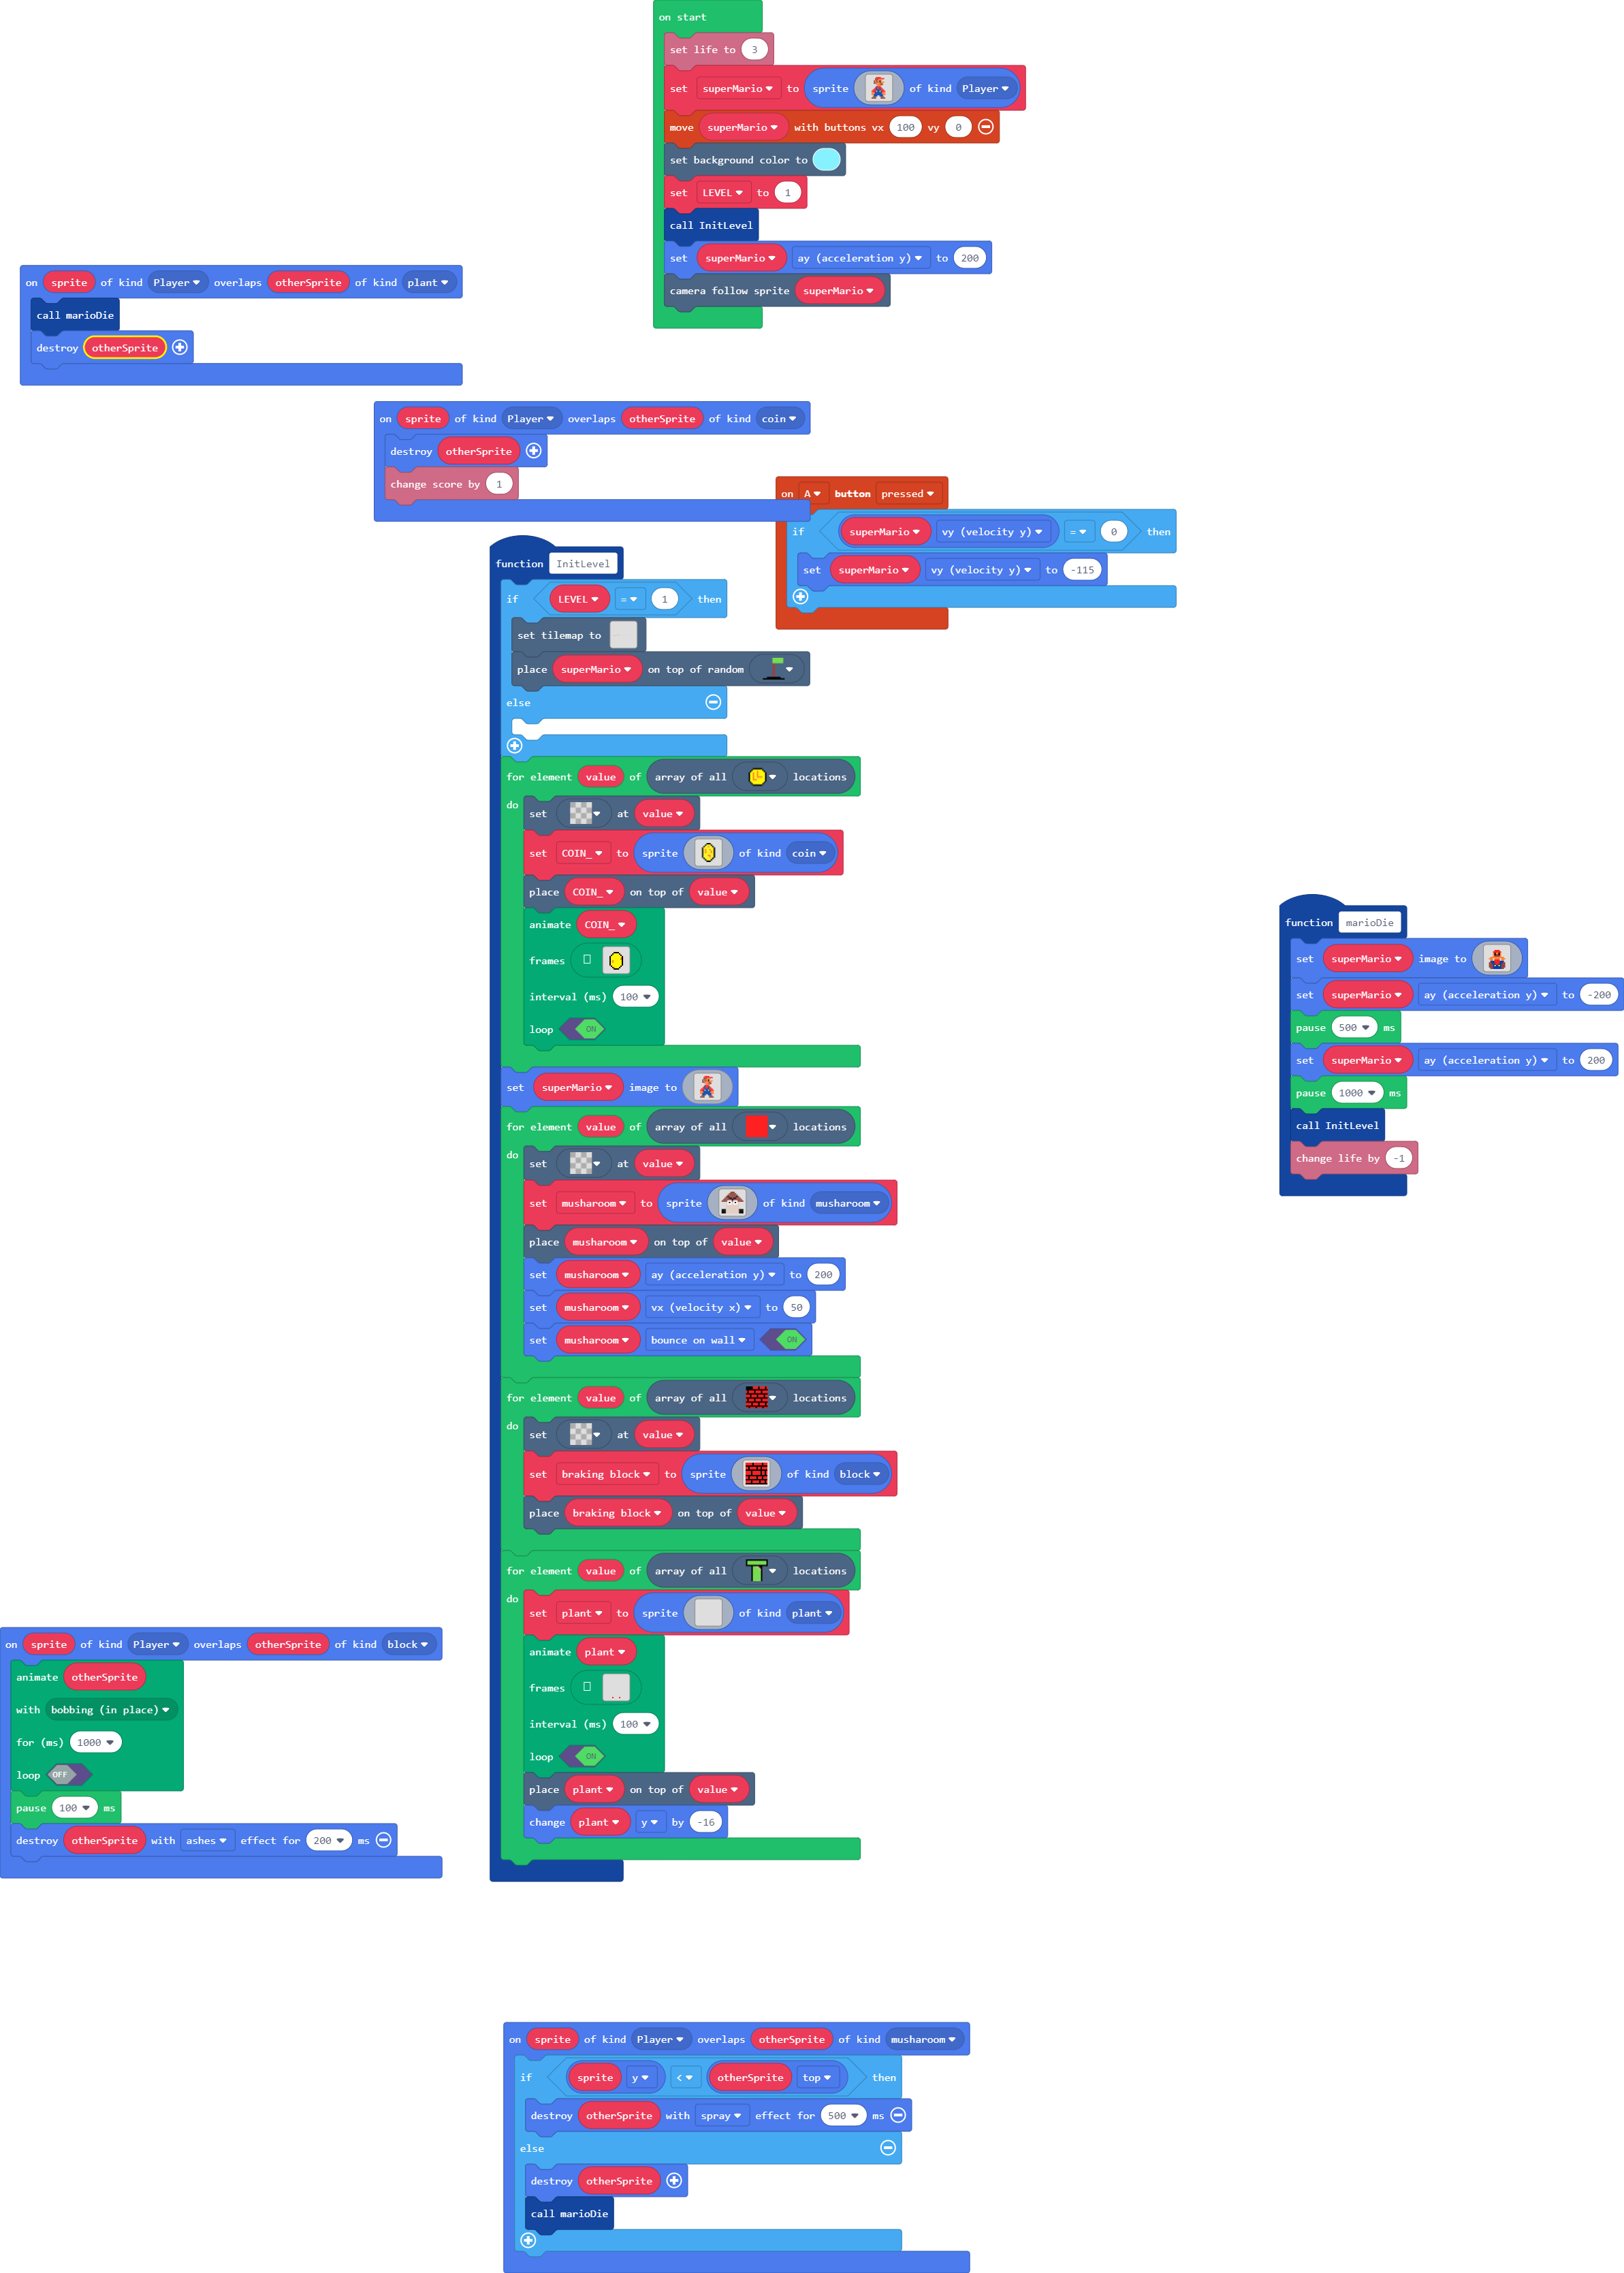 on start
set life to 3
set superMario to sprite of kind Player
move superMario with buttons vx 100 vy 0
set background color to
set LEVEL to 1
call InitLevel
set superMario ay (acceleration y) to 200
camera follow sprite superMario
on sprite of kind Player overlaps otherSprite of kind plant
call marioDie
destroy otherSprite
on sprite of kind Player overlaps otherSprite of kind coin
destroy otherSprite
change score by 1
on A button pressed
if superMario vy (velocity y) = 0 then
set superMario vy (velocity y) to -115
function InitLevel
if LEVEL = 1 then
set tilemap to
place superMario on top of random
else
for element value of array of all locations
do
set at value
set COIN_ to sprite of kind coin
place COIN_ on top of value
animate COIN_
frames
interval (ms) 100
loop ON
set superMario image to
for element value of array of all locations
do
set at value
set musharoom to sprite of kind musharoom
place musharoom on top of value
set musharoom ay (acceleration y) to 200
set musharoom vx (velocity x) to 50
set musharoom bounce on wall ON
for element value of array of all locations
do
set at value
set braking block to sprite of kind block
place braking block on top of value
for element value of array of all locations
do
set plant to sprite of kind plant
animate plant
frames
interval (ms) 100
loop ON
place plant on top of value
change plant y by -16
function marioDie
set superMario image to
set superMario ay (acceleration y) to -200
pause 500 ms
set superMario ay (acceleration y) to 200
pause 1000 ms
call InitLevel
change life by -1
on sprite of kind Player overlaps otherSprite of kind block
animate otherSprite
with bobbing (in place)
for (ms) 1000
loop OFF
pause 100 ms
destroy otherSprite with ashes effect for 200 ms
on sprite of kind Player overlaps otherSprite of kind musharoom
if sprite y < otherSprite top then
destroy otherSprite with spray effect for 500 ms
else
destroy otherSprite
call marioDie